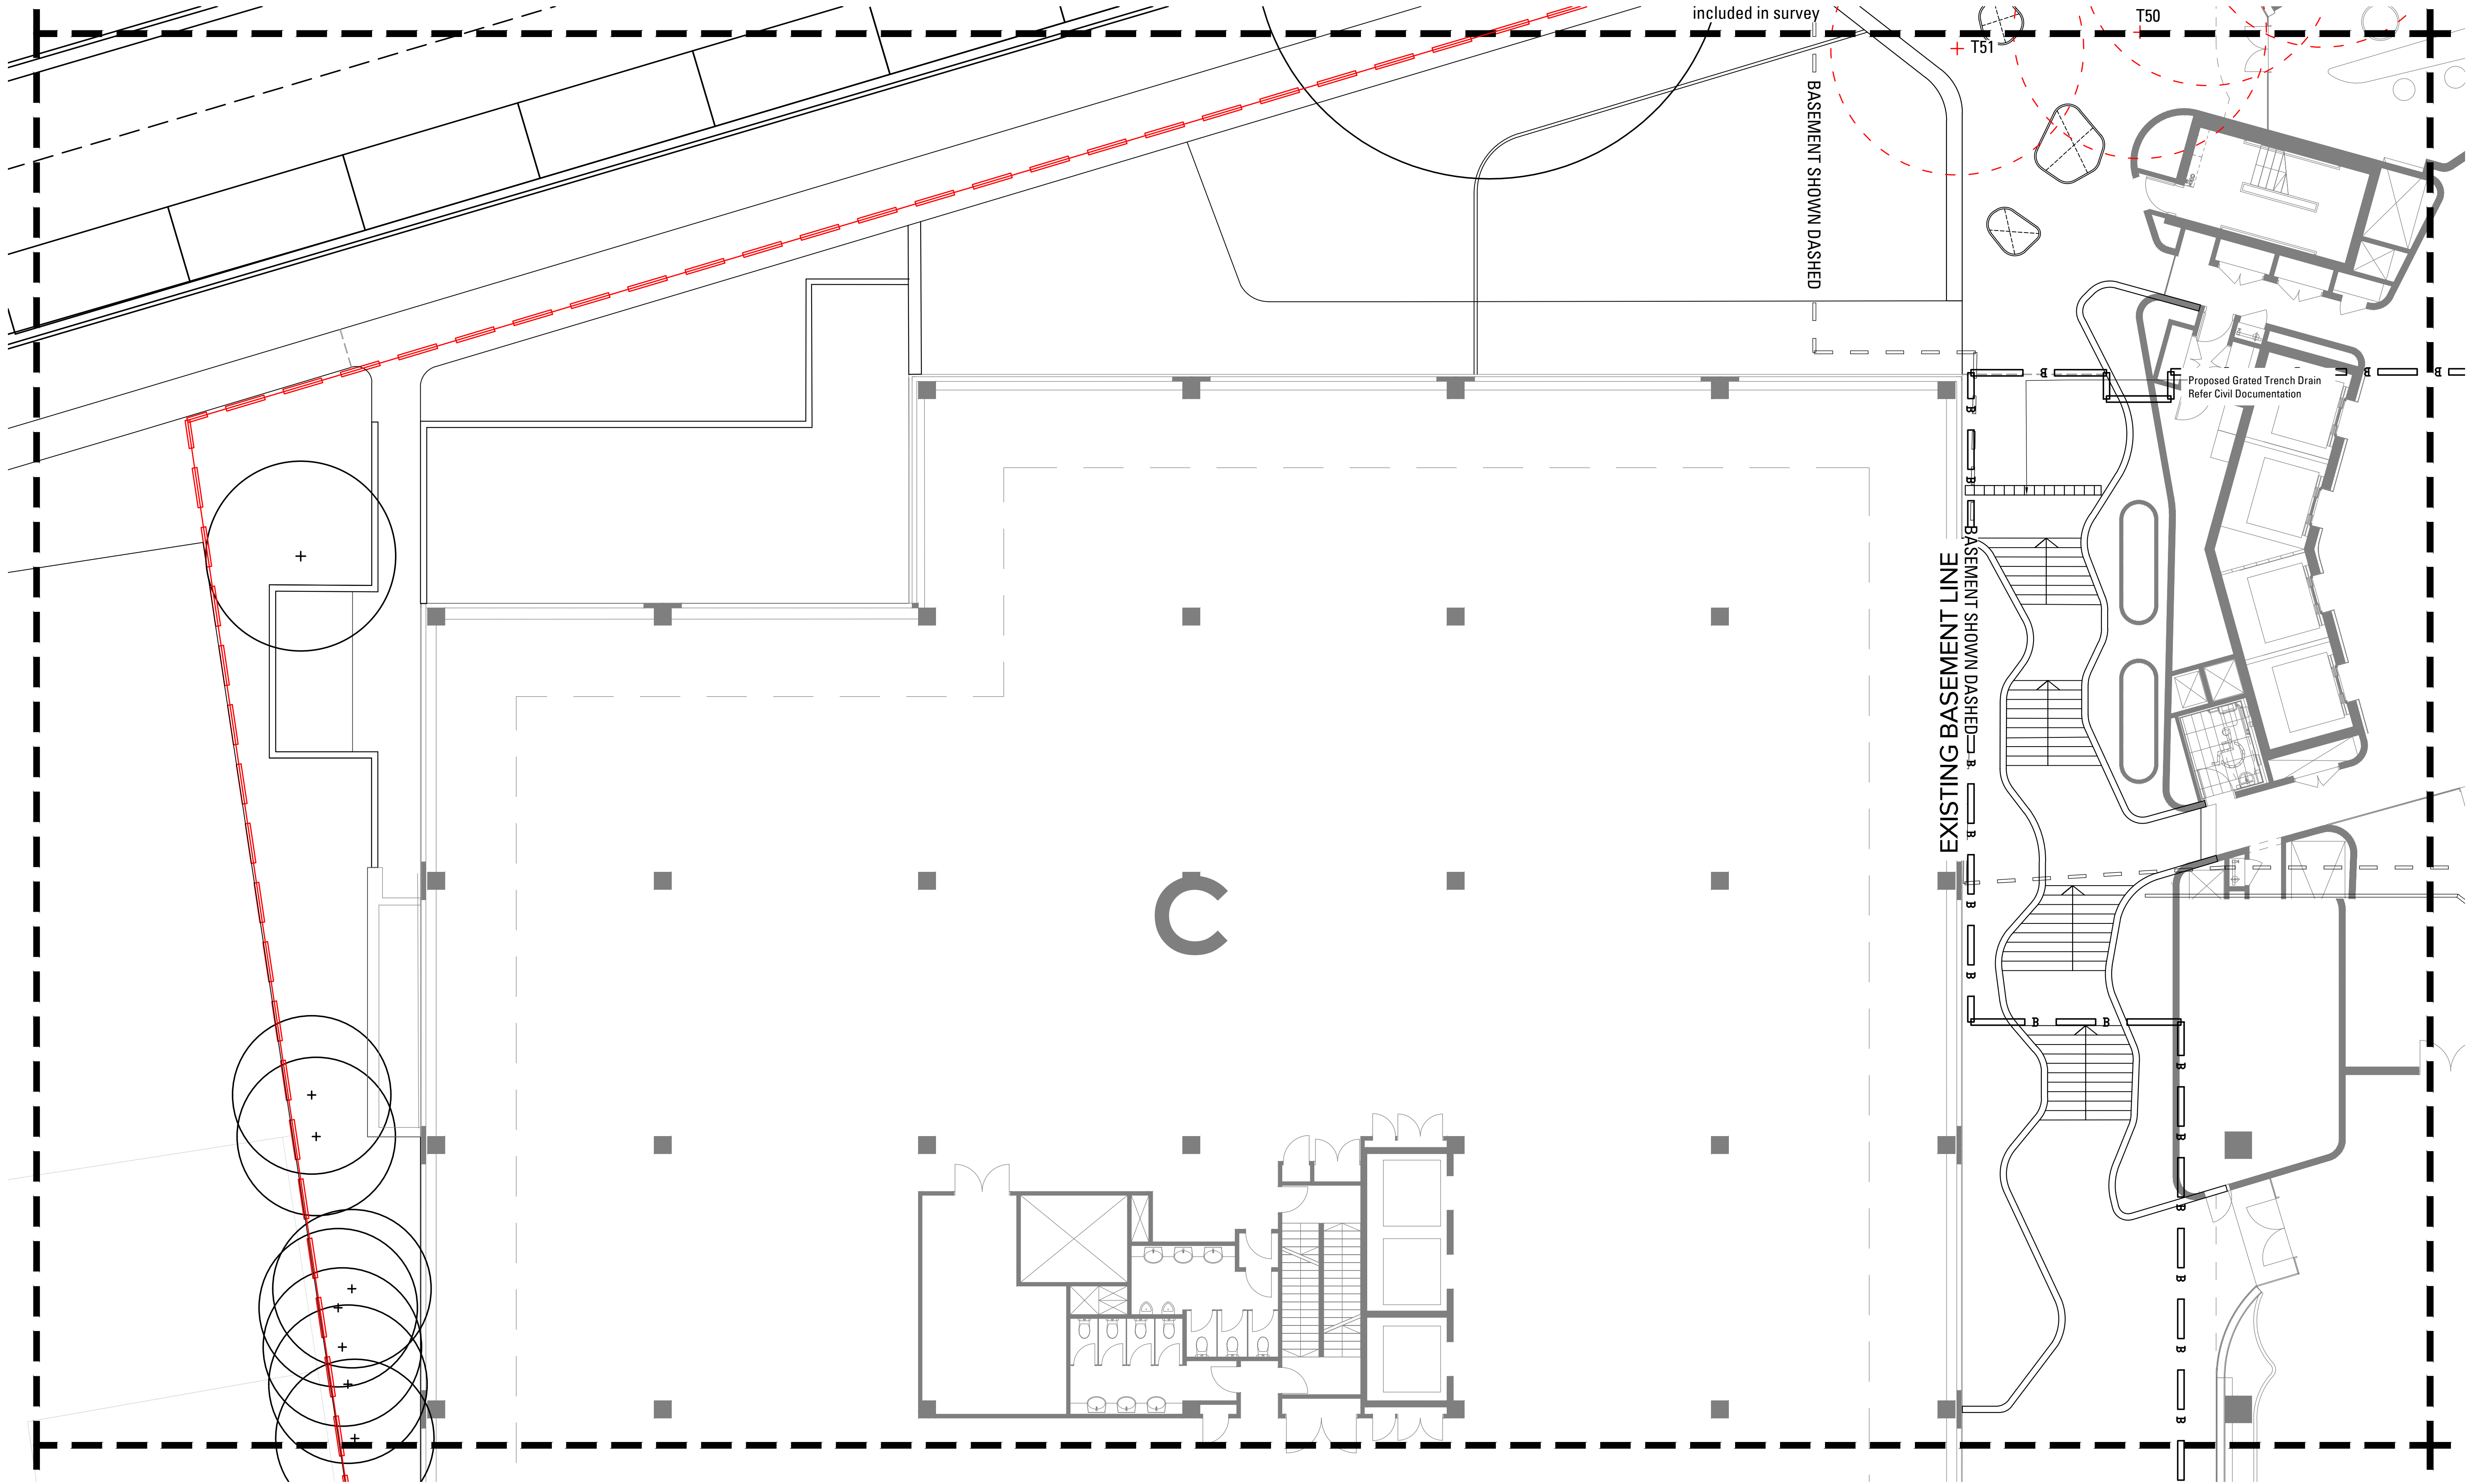 included in survey
T50
T51
BASEMENT SHOWN DASHED
B
B
B
B
Proposed Grated Trench Drain
Refer Civil Documentation
B
BASEMENT SHOWN DASHED
EXISTING BASEMENT LINE
B
B
C
B
B
B
B
B
B
B
B
B
B